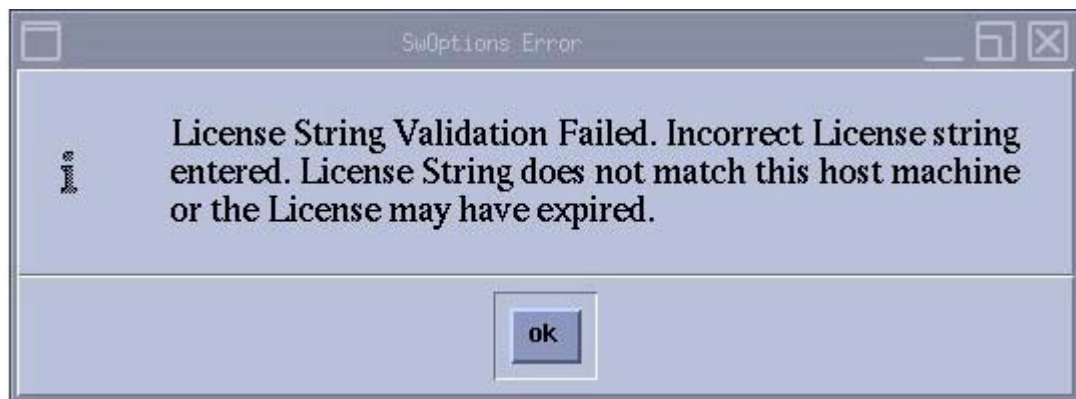 SwOptions Error
License String Validation Failed. Incorrect License string
entered. License String does not match this host machine
or the License may have expired.
ok